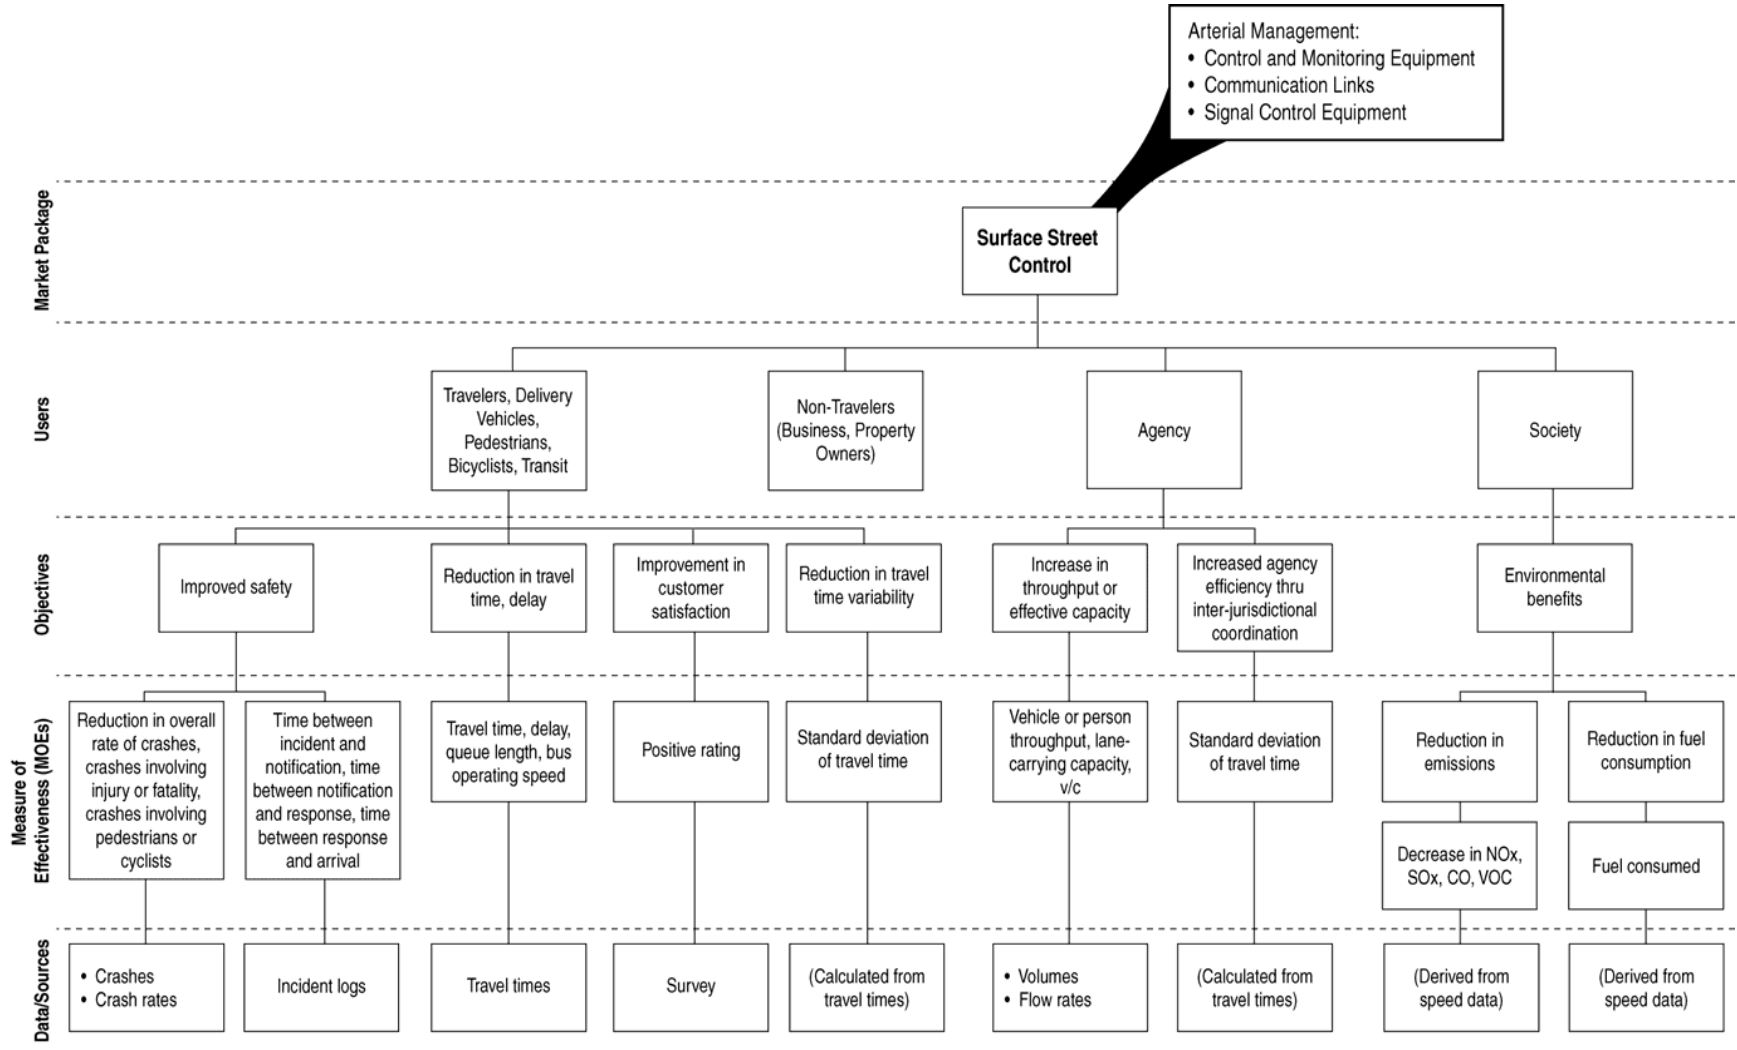 Arterial Management:
• Control and Monitoring Equipment
• Communication Links
• Signal Control Equipment
Market Package
Surface Street
Control
Users
Travelers, Delivery
Vehicles,
Pedestrians,
Bicyclists, Transit
Non-Travelers
(Business, Property
Owners)
Agency
Society
Objectives
Improved safety
Reduction in travel
time, delay
Improvement in
customer
satisfaction
Reduction in travel
time variability
Increase in
throughput or
effective capacity
Increased agency
efficiency thru
inter-jurisdictional
coordination
Environmental
benefits
Measure of
Effectiveness (MOEs)
Reduction in overall
rate of crashes,
crashes involving
injury or fatality,
crashes involving
pedestrians or
cyclists
Time between
incident and
notification, time
between notification
and response, time
between response
and arrival
Travel time, delay,
queue length, bus
operating speed
Positive rating
Standard deviation
of travel time
Vehicle or person
throughput, lane-
carrying capacity,
v/c
Standard deviation
of travel time
Reduction in
emissions
Reduction in fuel
consumption
Decrease in NOx,
SOx, CO, VOC
Fuel consumed
Data/Sources
• Crashes
• Crash rates
Incident logs
Travel times
Survey
(Calculated from
travel times)
• Volumes
• Flow rates
(Calculated from
travel times)
(Derived from
speed data)
(Derived from
speed data)